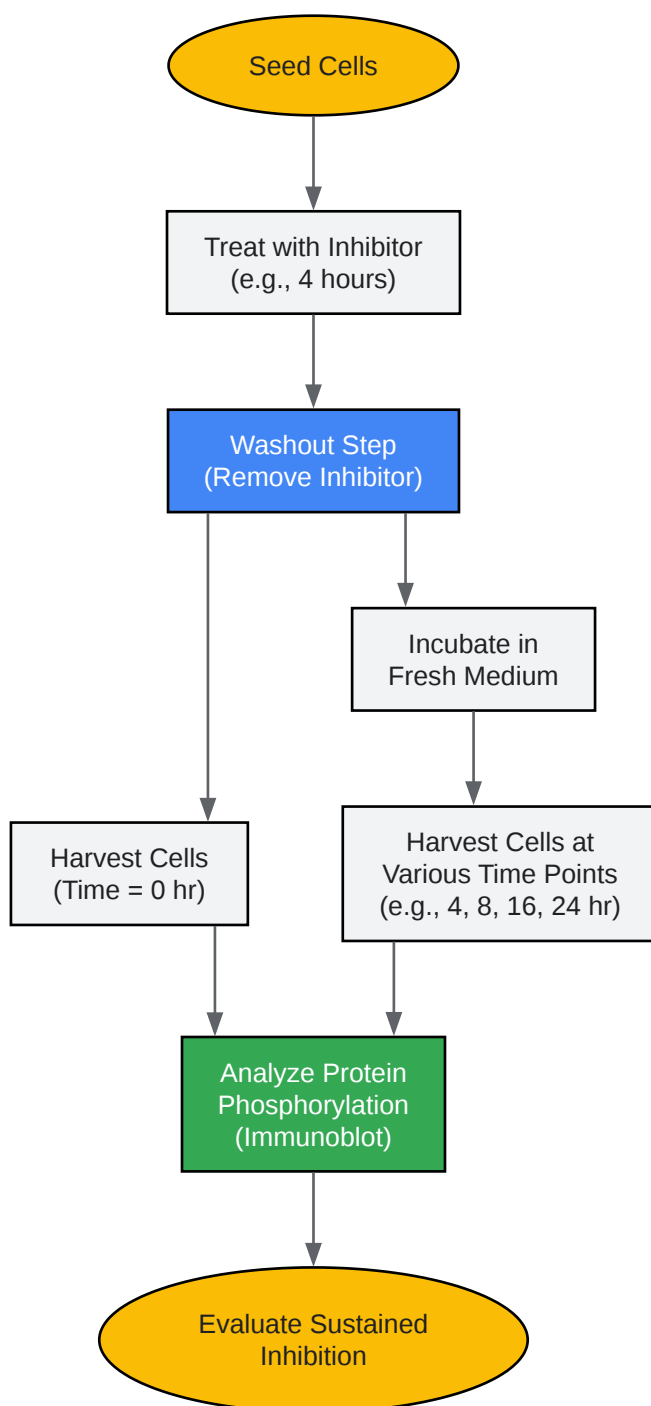 Seed Cells
Treat with Inhibitor
(e.g., 4 hours)
Washout Step
(Remove Inhibitor)
Incubate in
Fresh Medium
Harvest Cells
(Time = 0 hr)
Harvest Cells at
Various Time Points
(e.g., 4, 8, 16, 24 hr)
Analyze Protein
Phosphorylation
(Immunoblot)
Evaluate Sustained
Inhibition